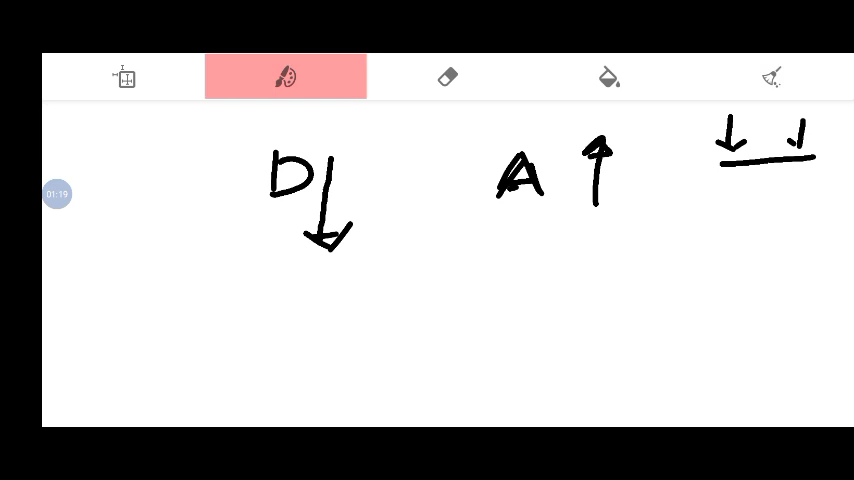 D↓ A ↑ ↓ ↓
01:19